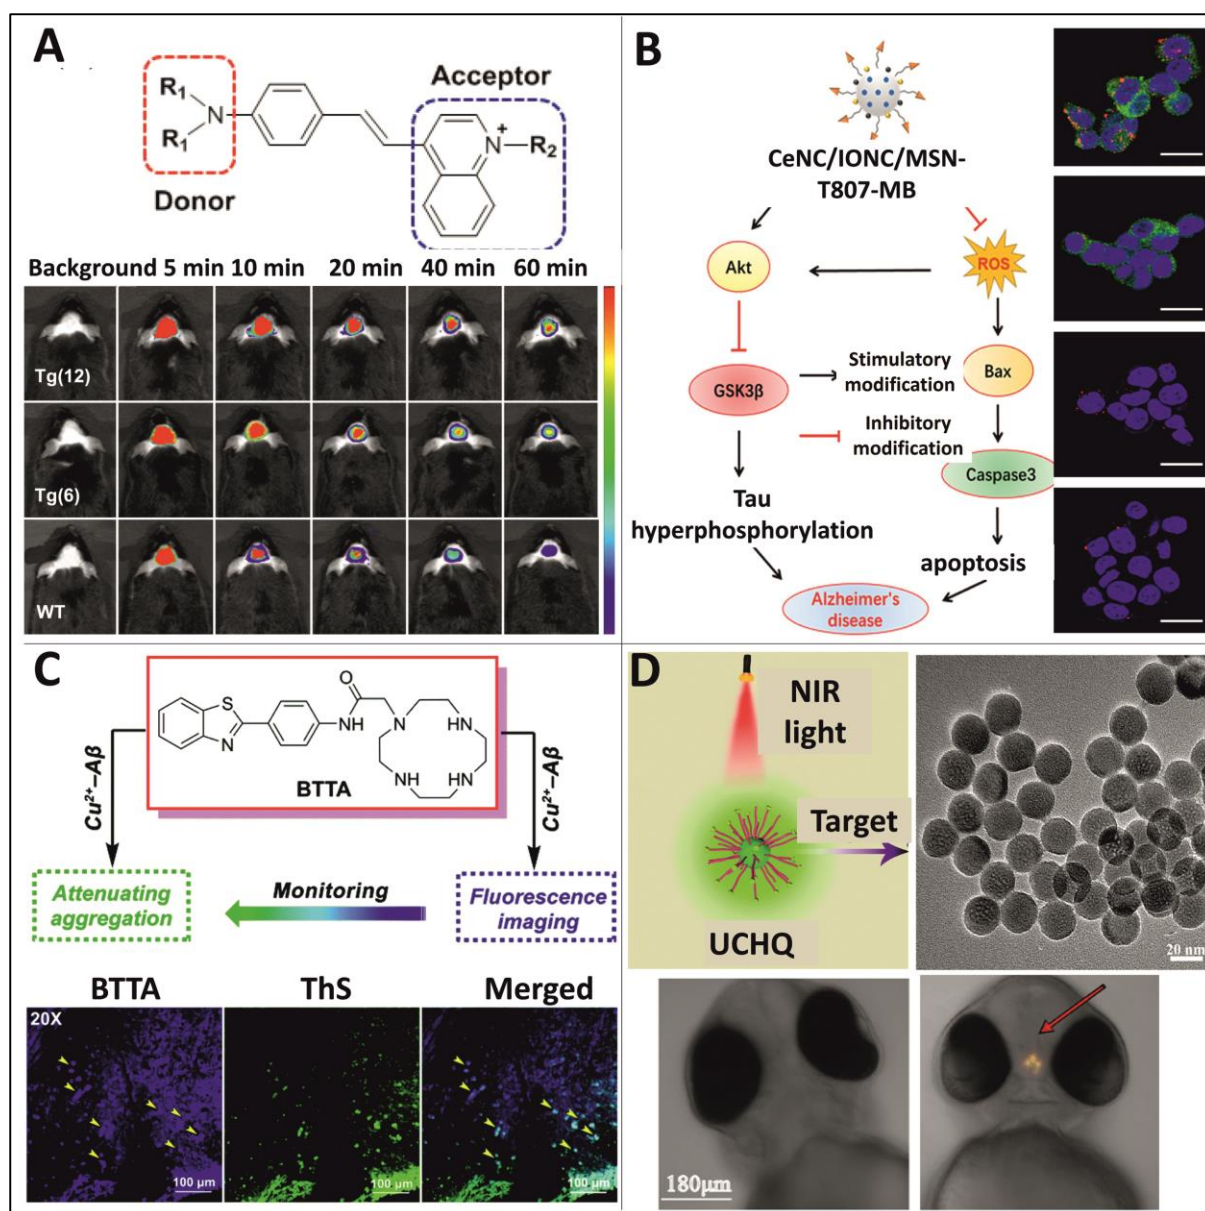 A
Acceptor
R1
R1
N
N
+
R2
Donor
Background 5 min 10 min 20 min 40 min 60 min
Tg(12)
Tg(6)
WT
B
CeNC/IONC/MSN-
T807-MB
Akt
ROS
GSK3β
Stimulatory
modification
Bax
Inhibitory
modification
Caspase3
Tau
hyperphosphorylation
apoptosis
Alzheimer's
disease
C
S
N
O
NH
N
HN
NH
HN
BTTA
Cu²⁺–Aβ
Cu²⁺–Aβ
Attenuating
aggregation
Monitoring
Fluorescence
imaging
BTTA ThS Merged
20X
100 μm
100 μm
100 μm
D
NIR
light
Target
UCHQ
20 nm
180μm